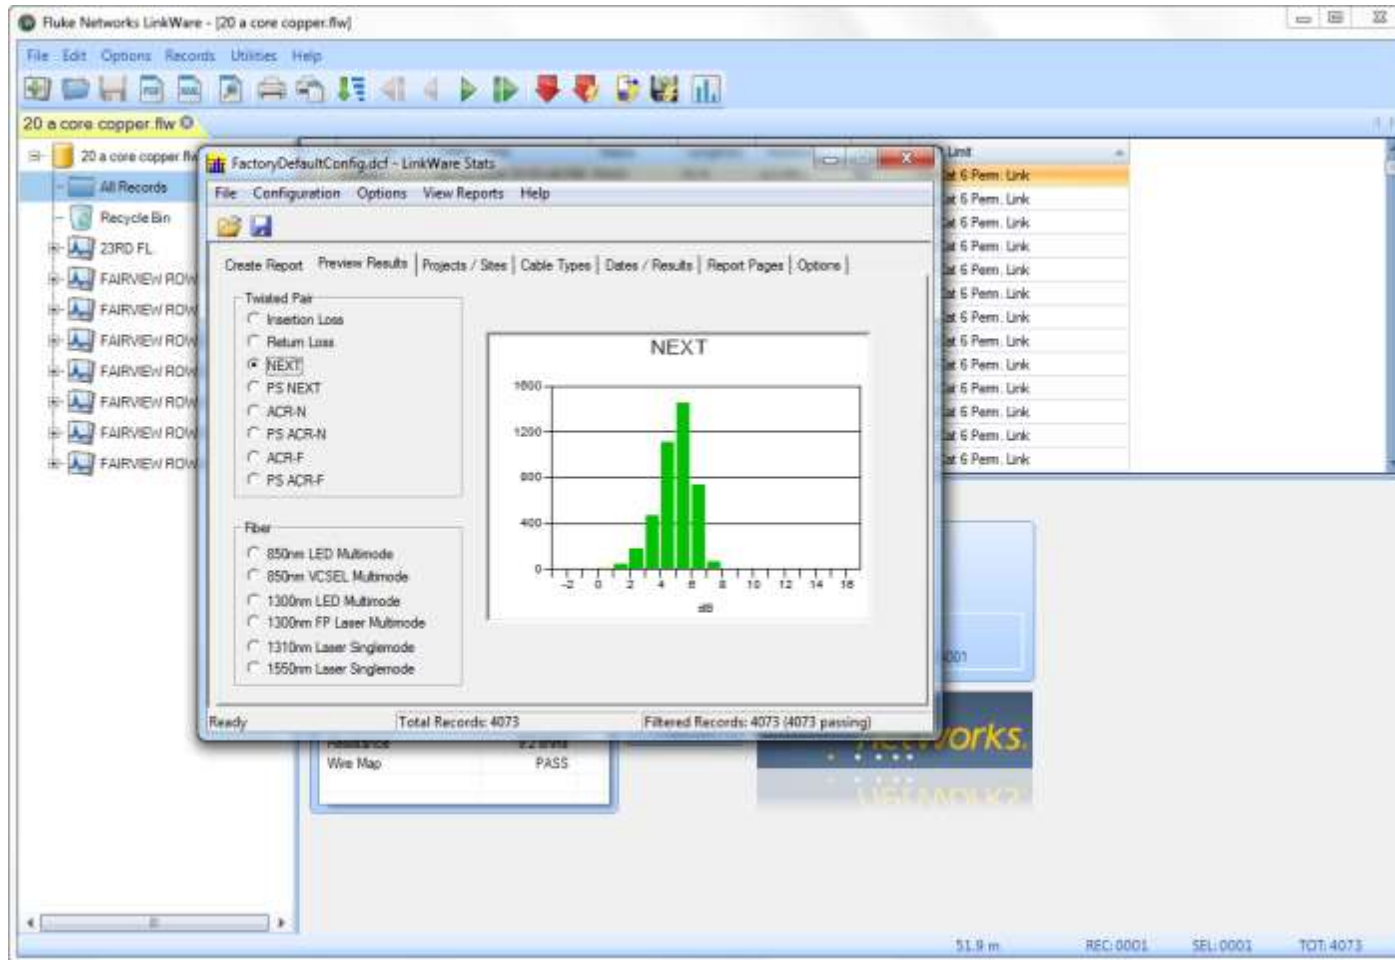 Fluke Networks LinkWare - [20 a core copper.flw]
File Edit Options Records Utilities Help
20 a core copper.flw
20 a core copper.flw
All Records
Recycle Bin
23RD FL.
FAIRVIEW ROW
FAIRVIEW ROW
FAIRVIEW ROW
FAIRVIEW ROW
FAIRVIEW ROW
FAIRVIEW ROW
FAIRVIEW ROW
Limit
Cat 6 Perm. Link
Cat 6 Perm. Link
Cat 6 Perm. Link
Cat 6 Perm. Link
Cat 6 Perm. Link
Cat 6 Perm. Link
Cat 6 Perm. Link
Cat 6 Perm. Link
Cat 6 Perm. Link
Cat 6 Perm. Link
Cat 6 Perm. Link
Cat 6 Perm. Link
Cat 6 Perm. Link
FactoryDefaultConfig.dcf - LinkWare Stats
File Configuration Options View Reports Help
Create Report Preview Results Projects / Sites Cable Types Dates / Results Report Pages Options
Twisted Pair
Insertion Loss
Return Loss
NEXT
PS NEXT
ACR-N
PS ACR-N
ACR-F
PS ACR-F
Fiber
850nm LED Multimode
850nm VCSEL Multimode
1300nm LED Multimode
1300nm FP Laser Multimode
1310nm Laser Singlemode
1550nm Laser Singlemode
NEXT
1600
1200
800
400
0
-2 0 2 4 6 8 10 12 14 16
dB
Ready Total Records: 4073 Filtered Records: 4073 (4073 passing)
Wire Map PASS
networks.
51.9 m REC: 0001 SEL: 0001 TOT: 4073